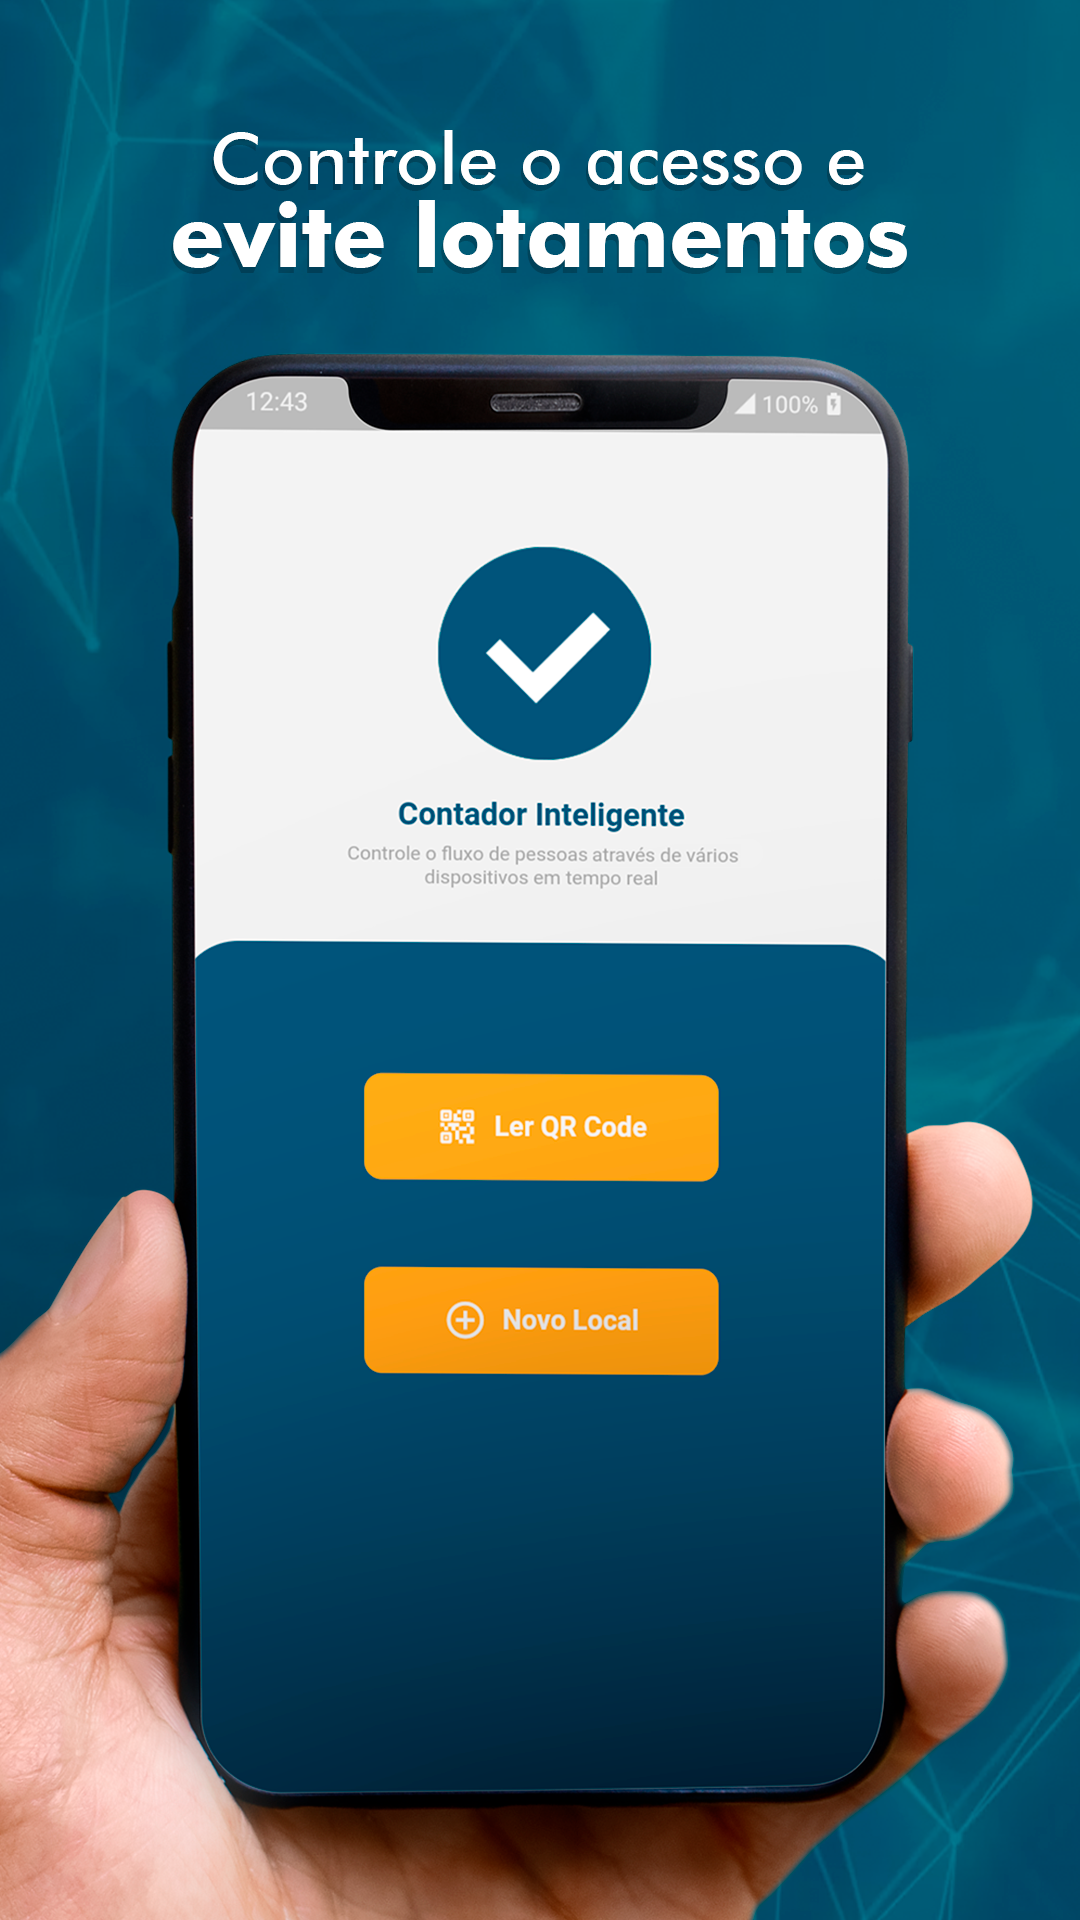 Controle o acesso e
evite lotamentos
12:43
100%
Contador Inteligente
Controle o fluxo de pessoas através de vários
dispositivos em tempo real
Ler QR Code
Novo Local